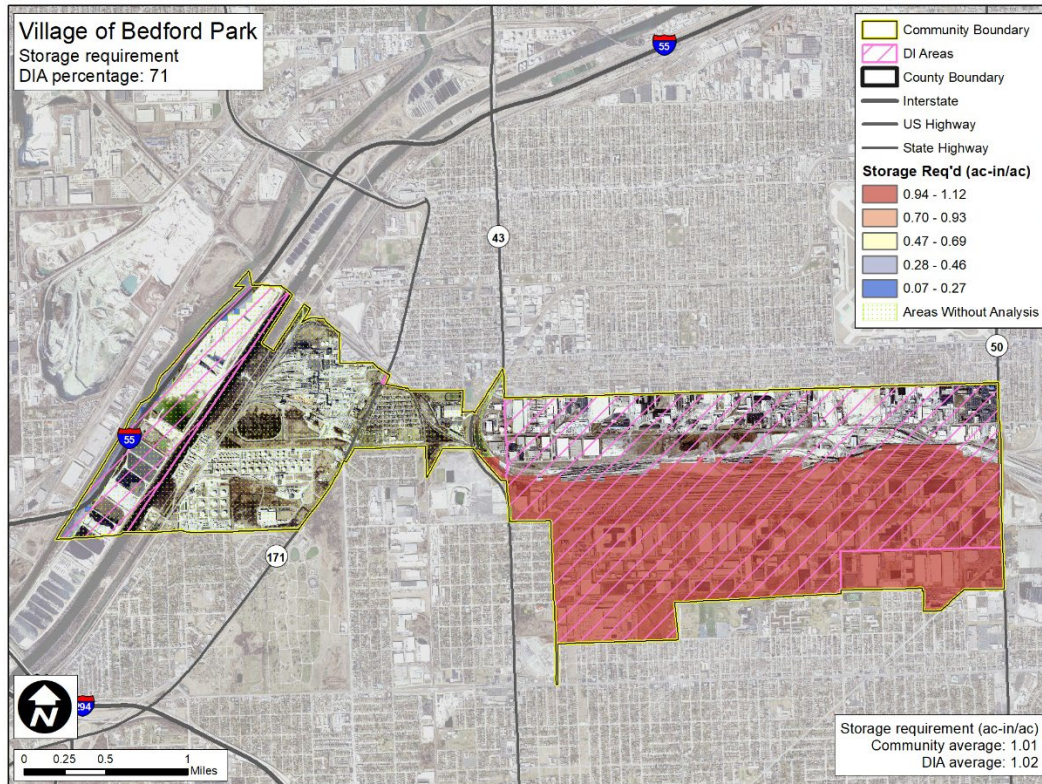 Village of Bedford Park
Storage requirement
DIA percentage: 71
55
43
50
55
171
294
N
0 0.25 0.5 1
Miles
Community Boundary
DI Areas
County Boundary
Interstate
US Highway
State Highway
Storage Req'd (ac-in/ac)
0.94 - 1.12
0.70 - 0.93
0.47 - 0.69
0.28 - 0.46
0.07 - 0.27
Areas Without Analysis
Storage requirement (ac-in/ac)
Community average: 1.01
DIA average: 1.02